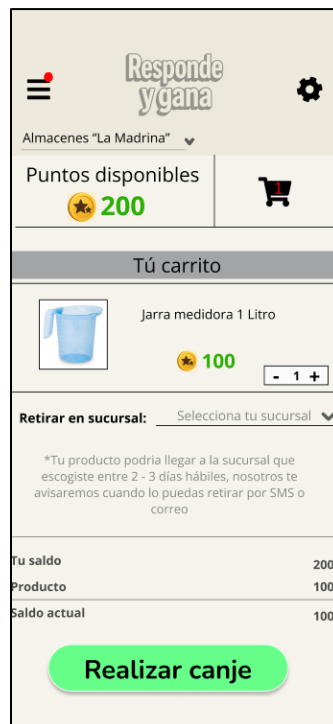 Responde
y gana
Almacenes “La Madrina”
Puntos disponibles
200
1
Tú carrito
Jarra medidora 1 Litro
100
- 1 +
Retirar en sucursal: Selecciona tu sucursal
*Tu producto podria llegar a la sucursal que
escogiste entre 2 - 3 días hábiles, nosotros te
avisaremos cuando lo puedas retirar por SMS o
correo
Tu saldo 200
Producto 100
Saldo actual 100
Realizar canje